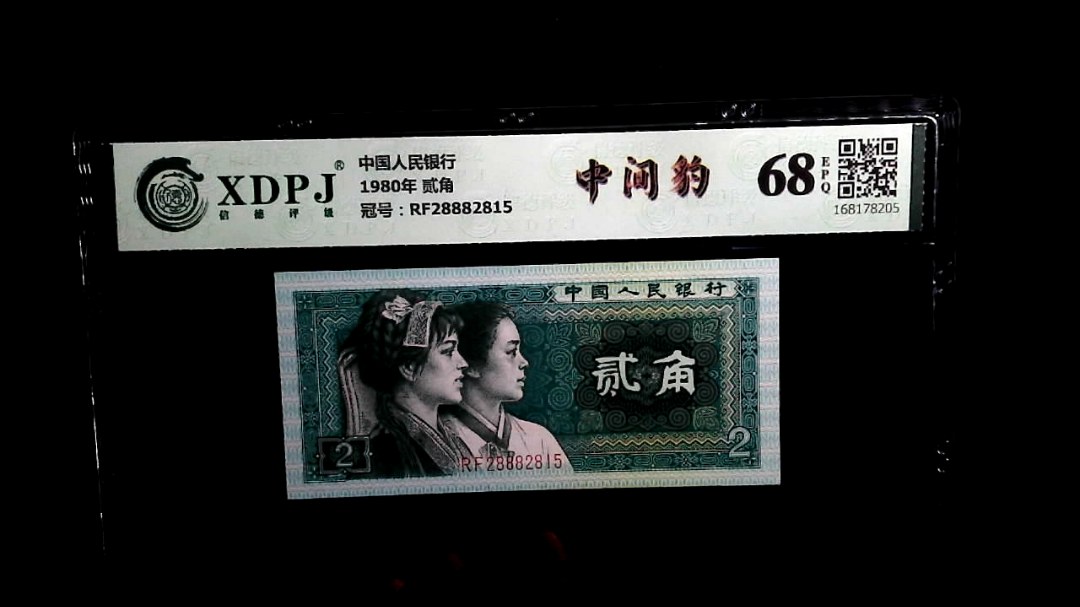 XDPJ®
信德评级
中国人民银行
1980年 贰角
冠号：RF28882815
中间豹
68
EPQ
168178205
中国人民银行
贰角
2
2
RF28882815